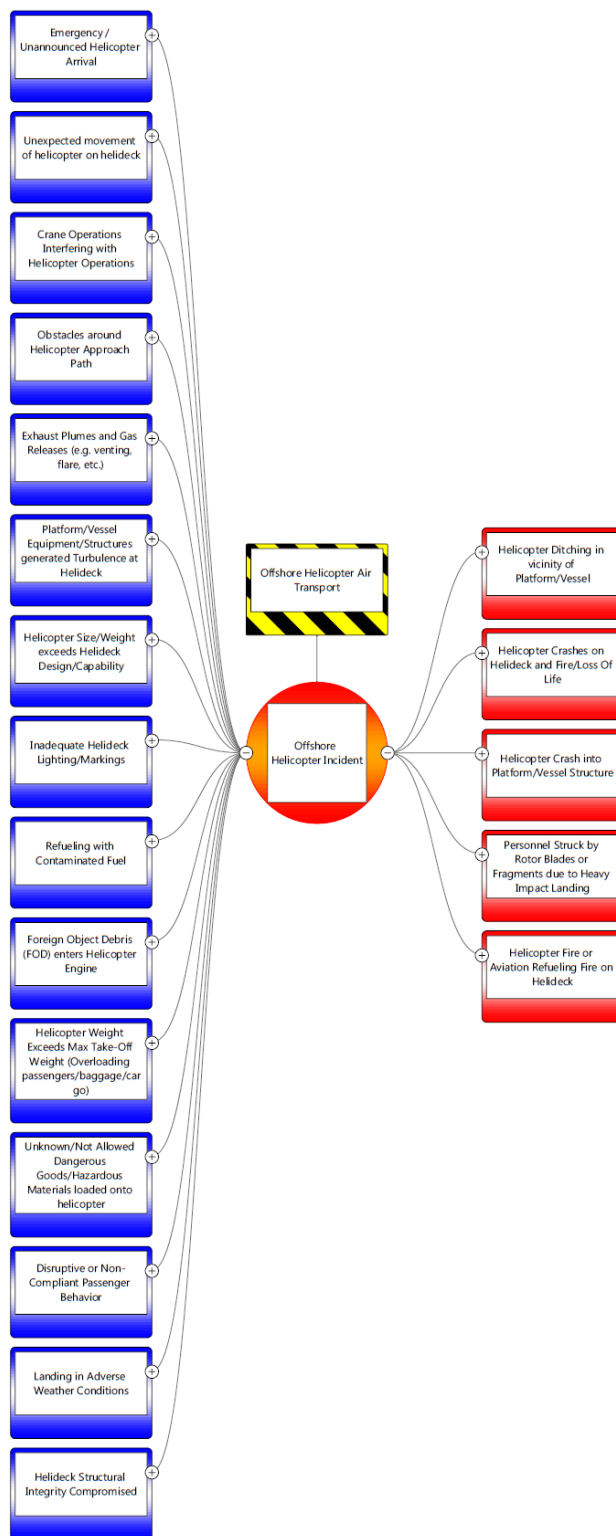 Emergency /
Unannounced Helicopter
Arrival
Unexpected movement
of helicopter on helideck
Crane Operations
Interfering with
Helicopter Operations
Obstacles around
Helicopter Approach
Path
Exhaust Plumes and Gas
Releases (e.g. venting,
flare, etc.)
Platform/Vessel
Equipment/Structures
generated Turbulence at
Helideck
Helicopter Size/Weight
exceeds Helideck
Design/Capability
Inadequate Helideck
Lighting/Markings
Refueling with
Contaminated Fuel
Foreign Object Debris
(FOD) enters Helicopter
Engine
Helicopter Weight
Exceeds Max Take-Off
Weight (Overloading
passengers/baggage/car
go)
Unknown/Not Allowed
Dangerous
Goods/Hazardous
Materials loaded onto
helicopter
Disruptive or Non-
Compliant Passenger
Behavior
Landing in Adverse
Weather Conditions
Helideck Structural
Integrity Compromised
Offshore Helicopter Air
Transport
Offshore
Helicopter Incident
Helicopter Ditching in
vicinity of
Platform/Vessel
Helicopter Crashes on
Helideck and Fire/Loss Of
Life
Helicopter Crash into
Platform/Vessel Structure
Personnel Struck by
Rotor Blades or
Fragments due to Heavy
Impact Landing
Helicopter Fire or
Aviation Refueling Fire on
Helideck